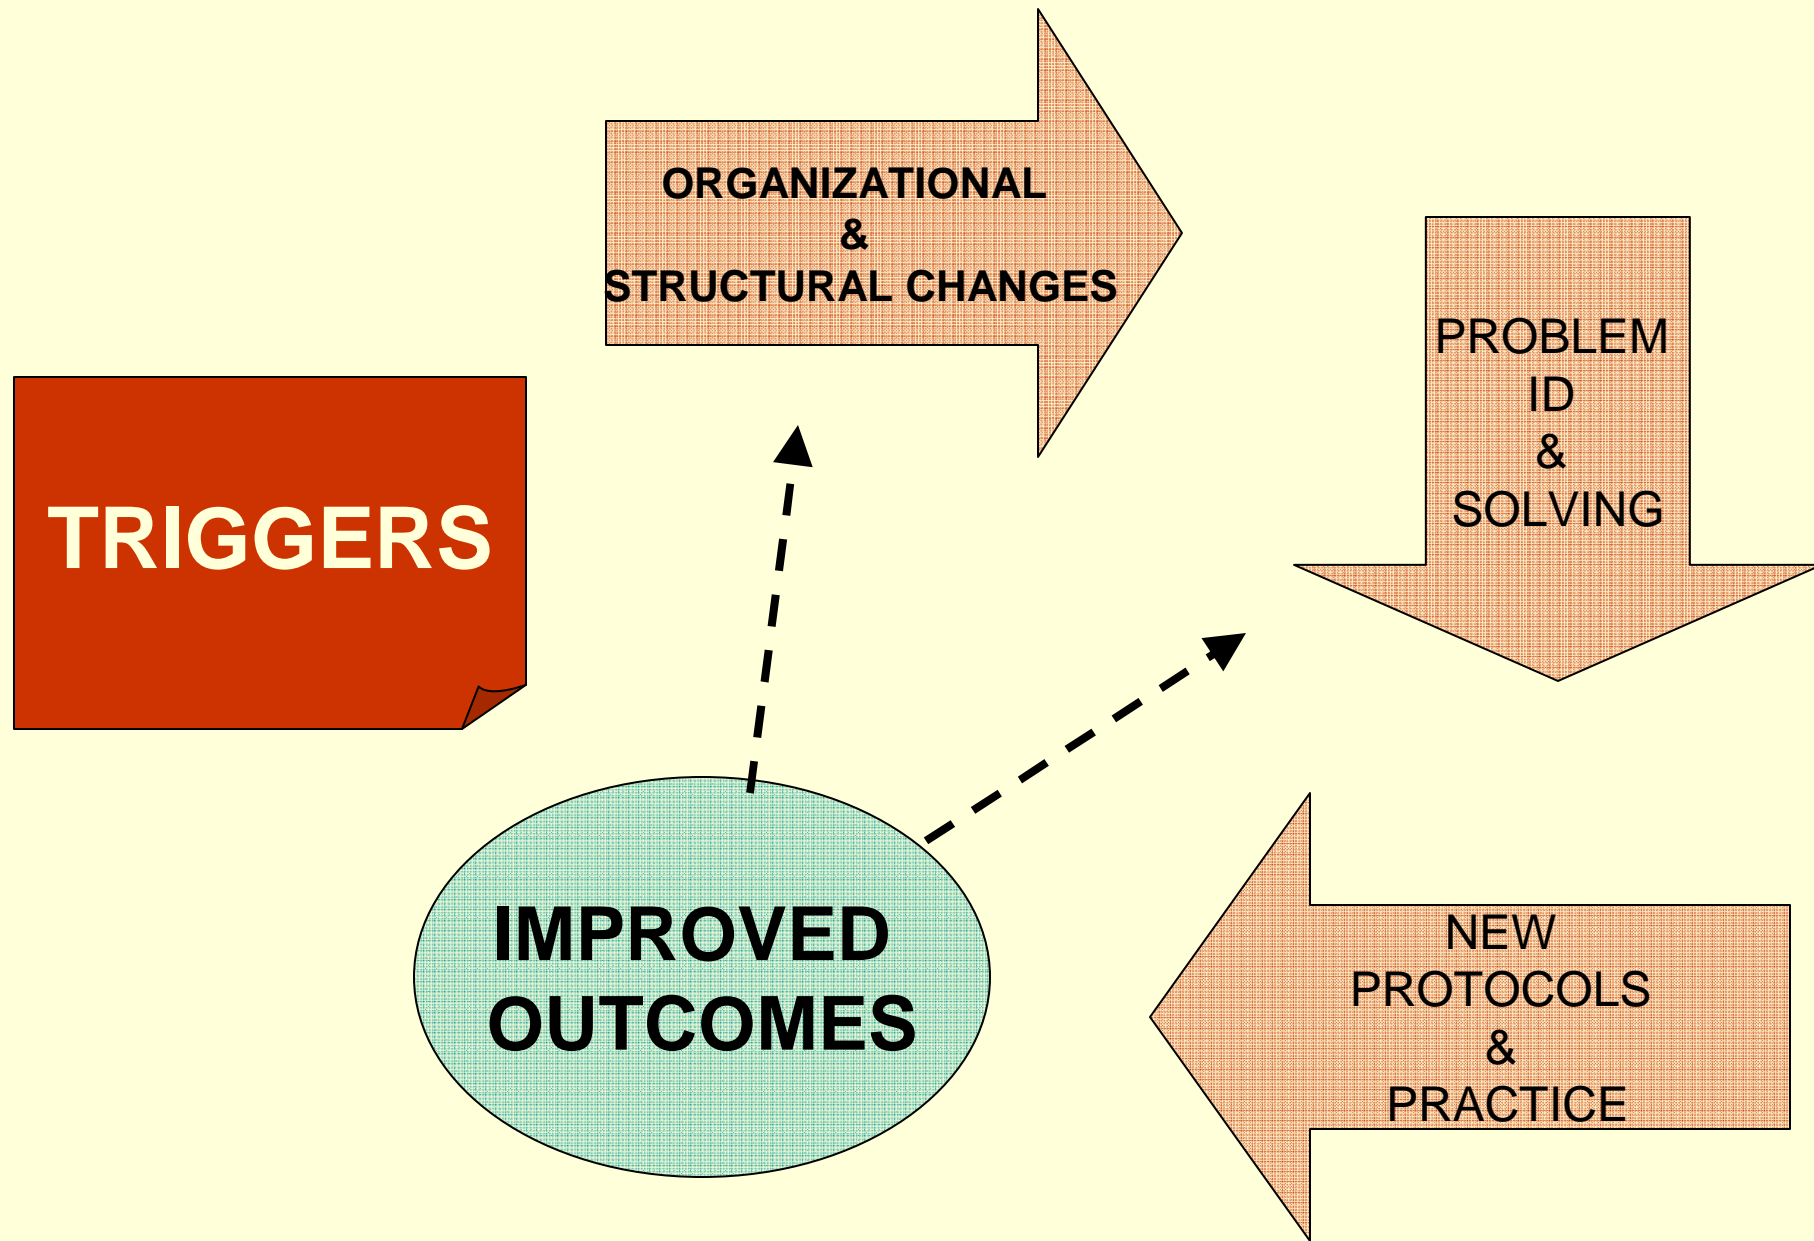 ORGANIZATIONAL
&
STRUCTURAL CHANGES
PROBLEM
ID
&
SOLVING
TRIGGERS
IMPROVED
OUTCOMES
NEW
PROTOCOLS
&
PRACTICE